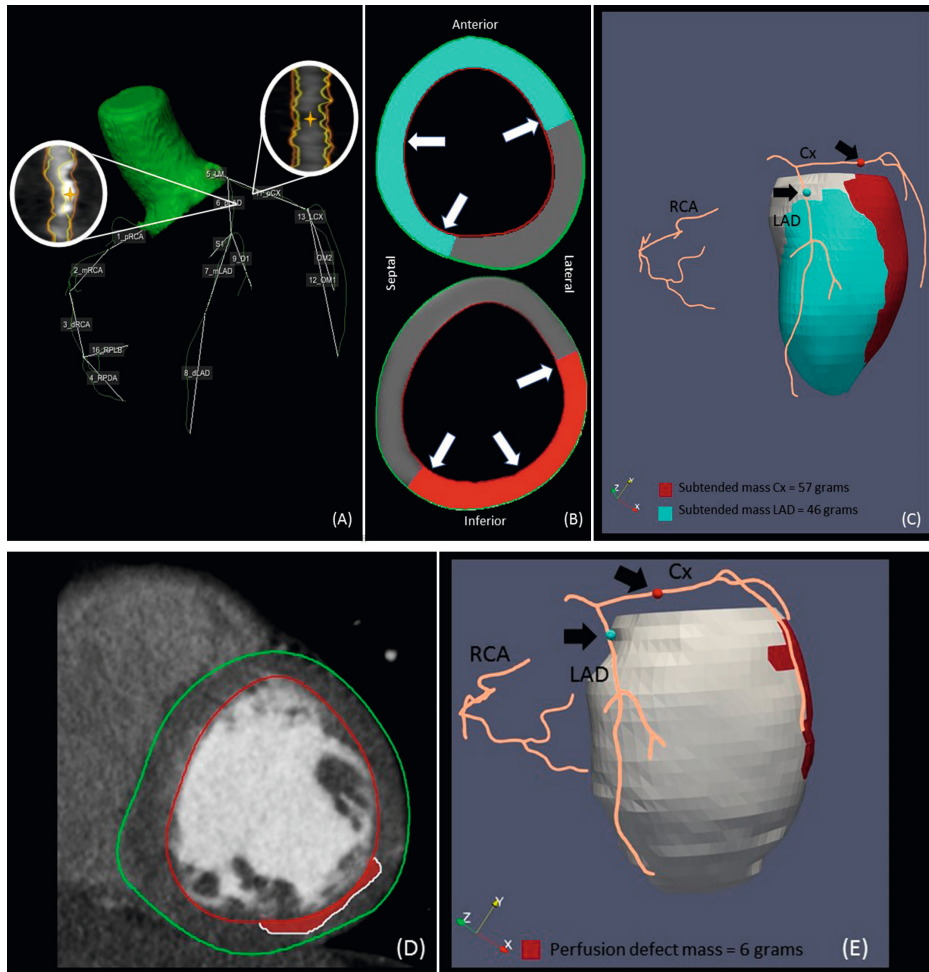 5_LM
11_pCX
6_pLAD
13_LCX
1_pRCA
S1
9_D1
OM2
2_mRCA
7_mLAD
12_OM1
3_dRCA
16_RPLB
4_RPDA
8_dLAD
(A)
Anterior
Septal
Lateral
Inferior
(B)
Cx
RCA
LAD
Z
Y
X
Subtended mass Cx = 57 grams
Subtended mass LAD = 46 grams
(C)
(D)
Cx
RCA
LAD
Z
Y
X
Perfusion defect mass = 6 grams
(E)